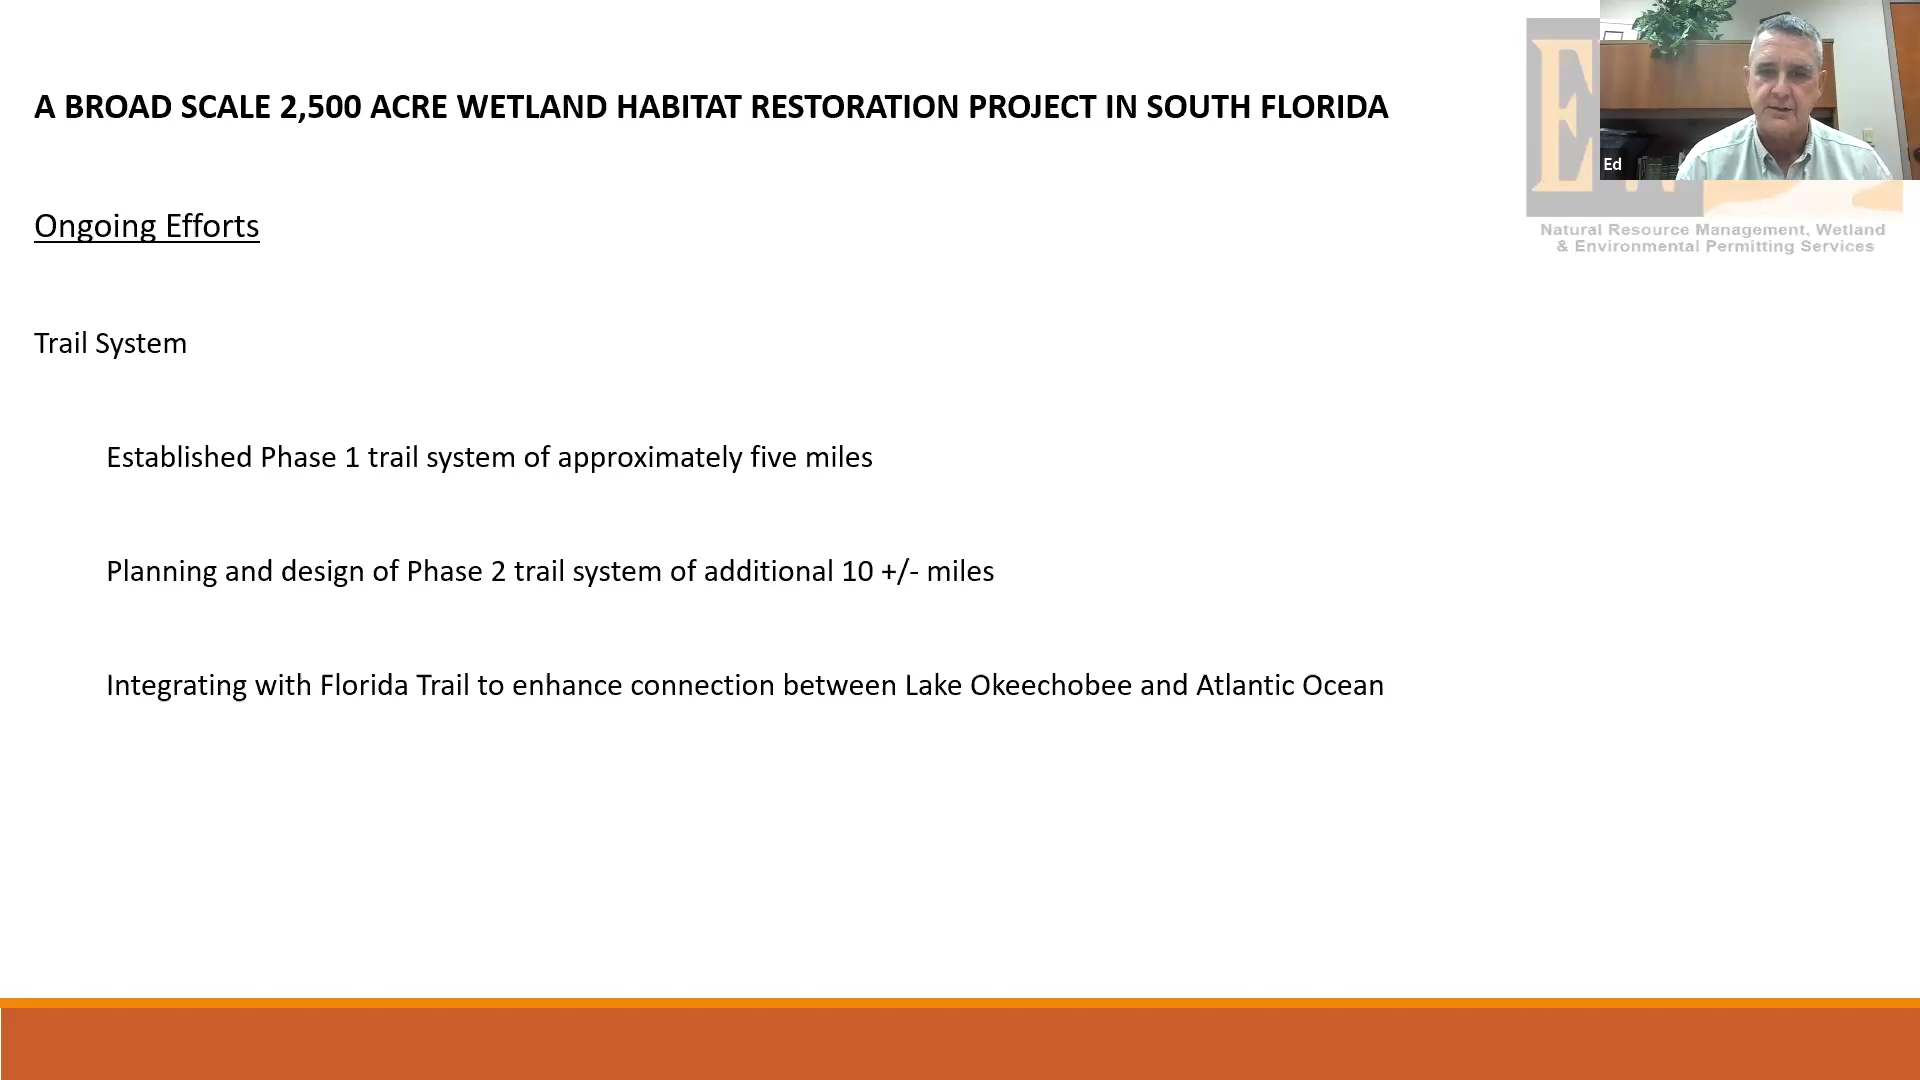 A BROAD SCALE 2,500 ACRE WETLAND HABITAT RESTORATION PROJECT IN SOUTH FLORIDA
Ed
Natural Resource Management, Wetland
& Environmental Permitting Services
Ongoing Efforts
Trail System
Established Phase 1 trail system of approximately five miles
Planning and design of Phase 2 trail system of additional 10 +/- miles
Integrating with Florida Trail to enhance connection between Lake Okeechobee and Atlantic Ocean